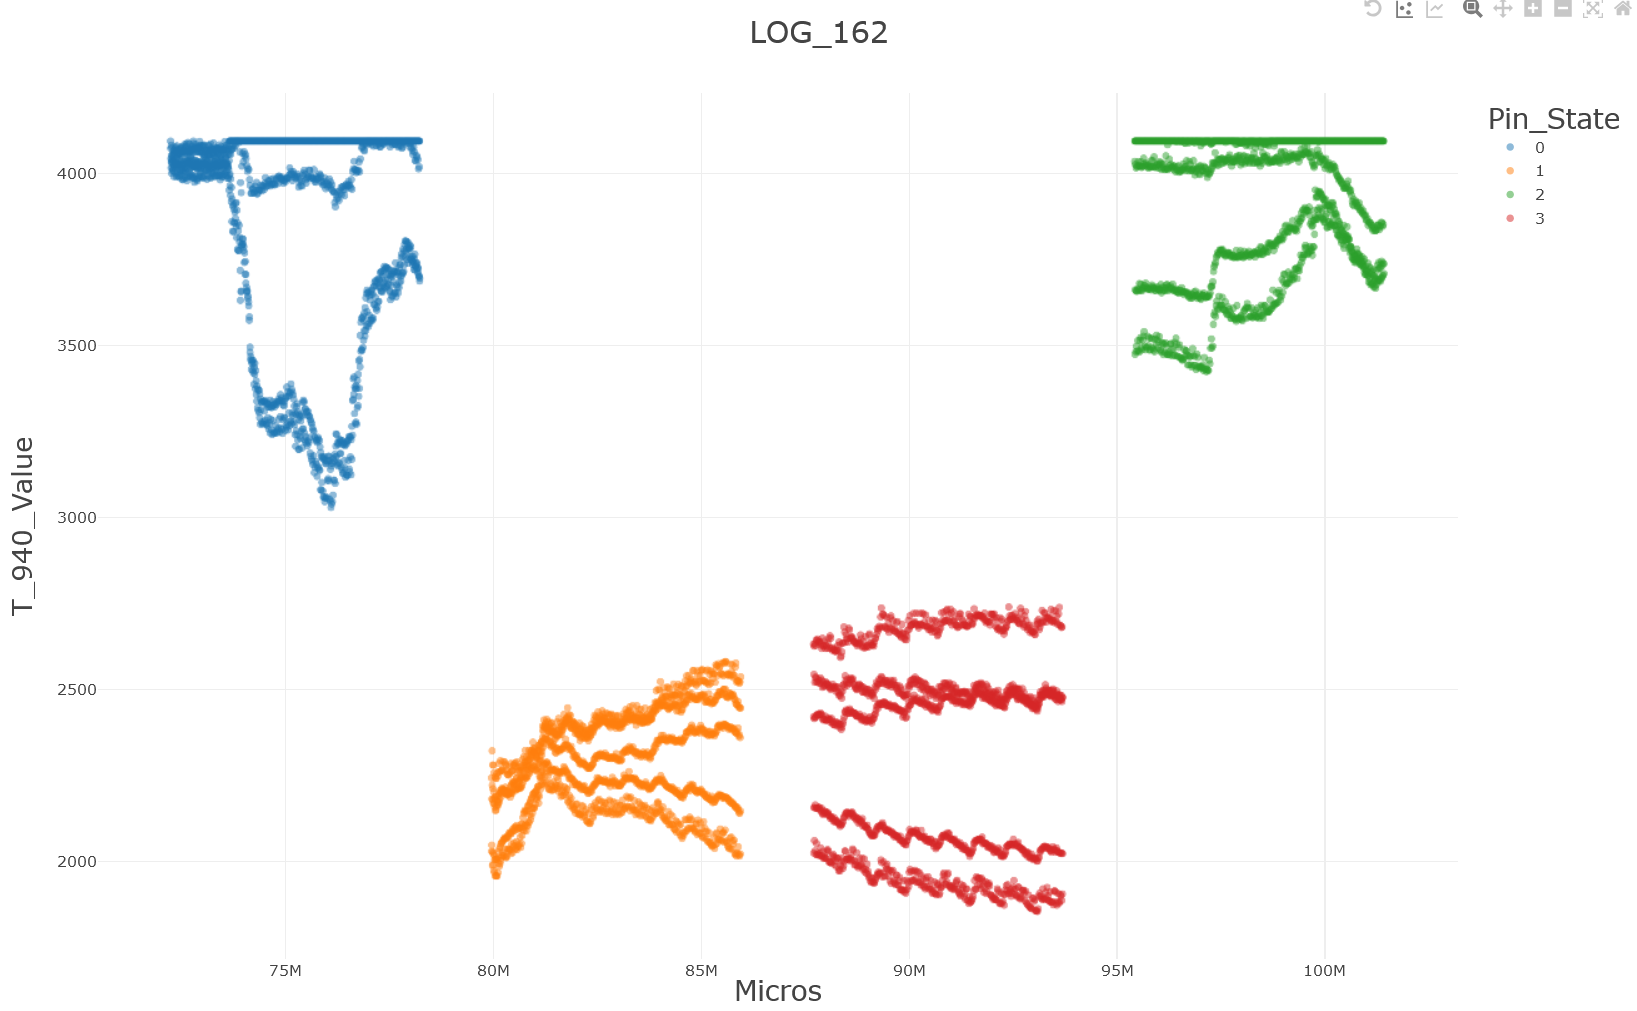 LOG_162
Pin_State
0
1
2
3
T_940_Value
4000
3500
3000
2500
2000
75M
80M
85M
90M
95M
100M
Micros